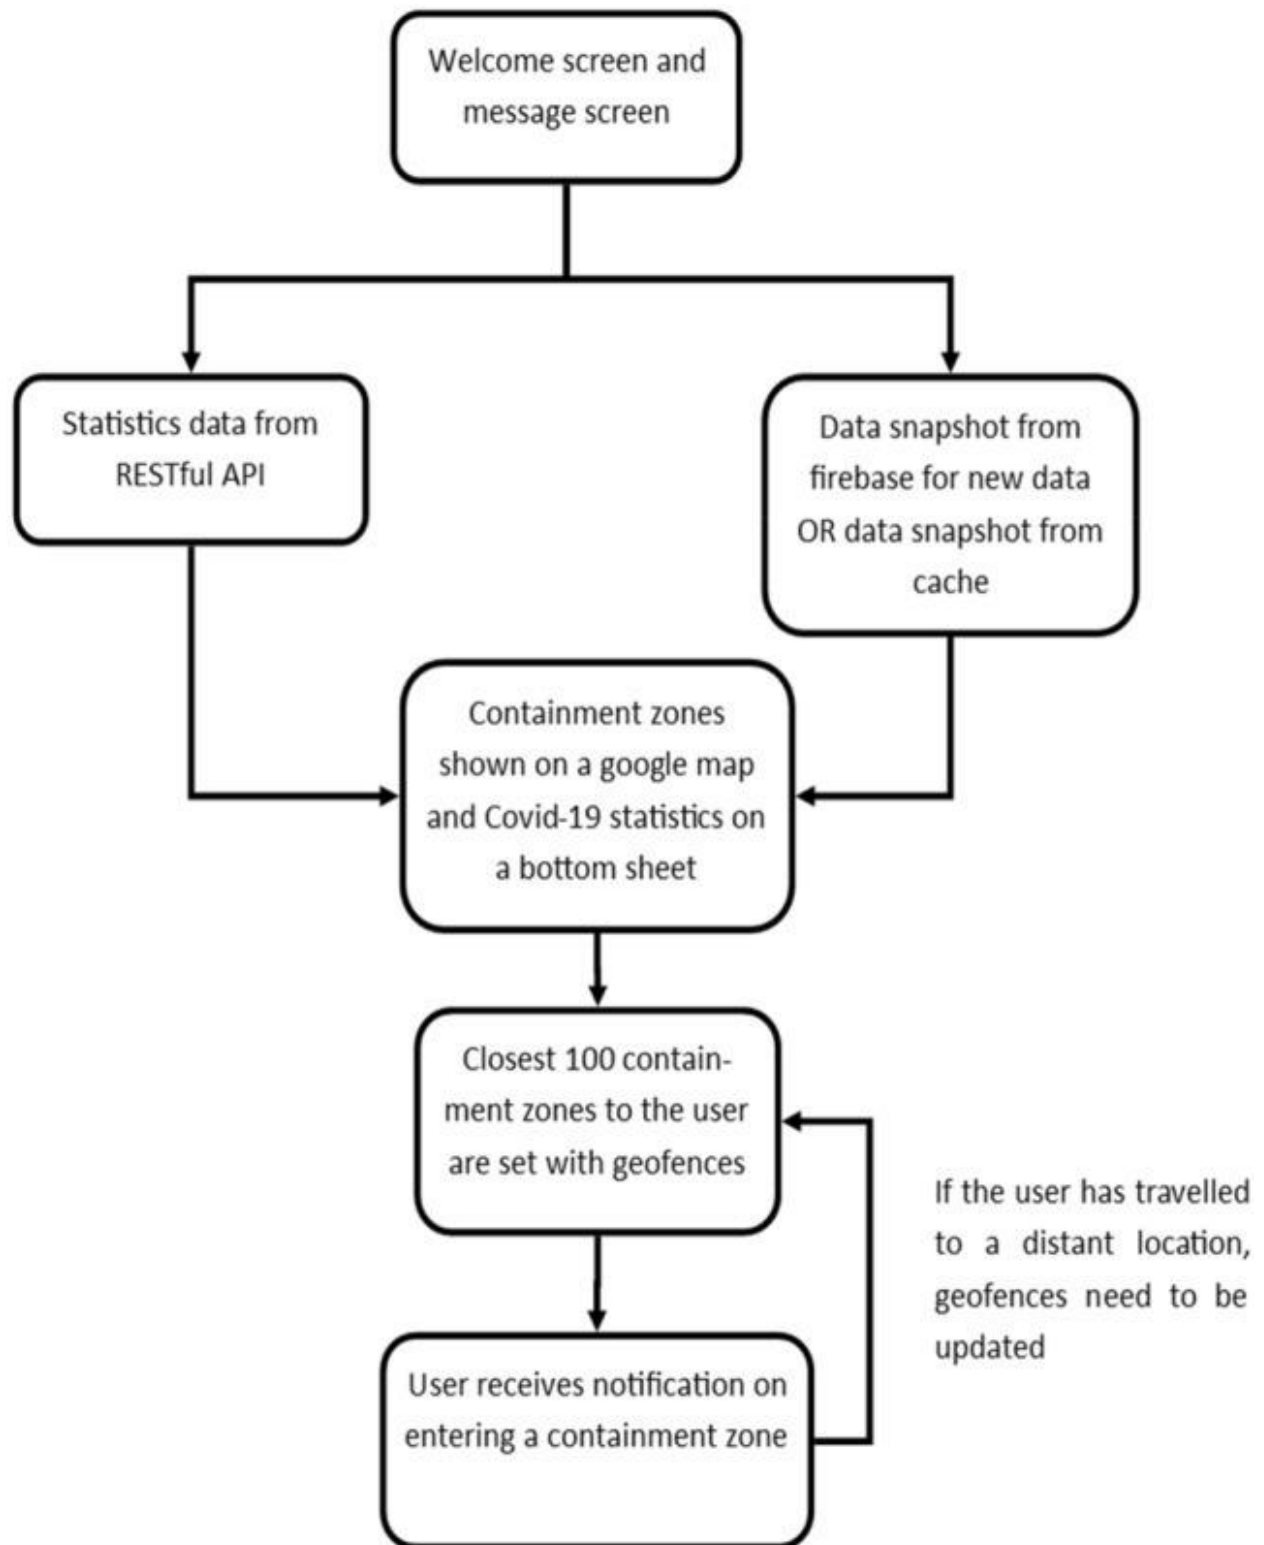 Welcome screen and
message screen
Statistics data from
RESTful API
Data snapshot from
firebase for new data
OR data snapshot from
cache
Containment zones
shown on a google map
and Covid-19 statistics on
a bottom sheet
Closest 100 contain-
ment zones to the user
are set with geofences
If the user has travelled
to a distant location,
geofences need to be
updated
User receives notification on
entering a containment zone